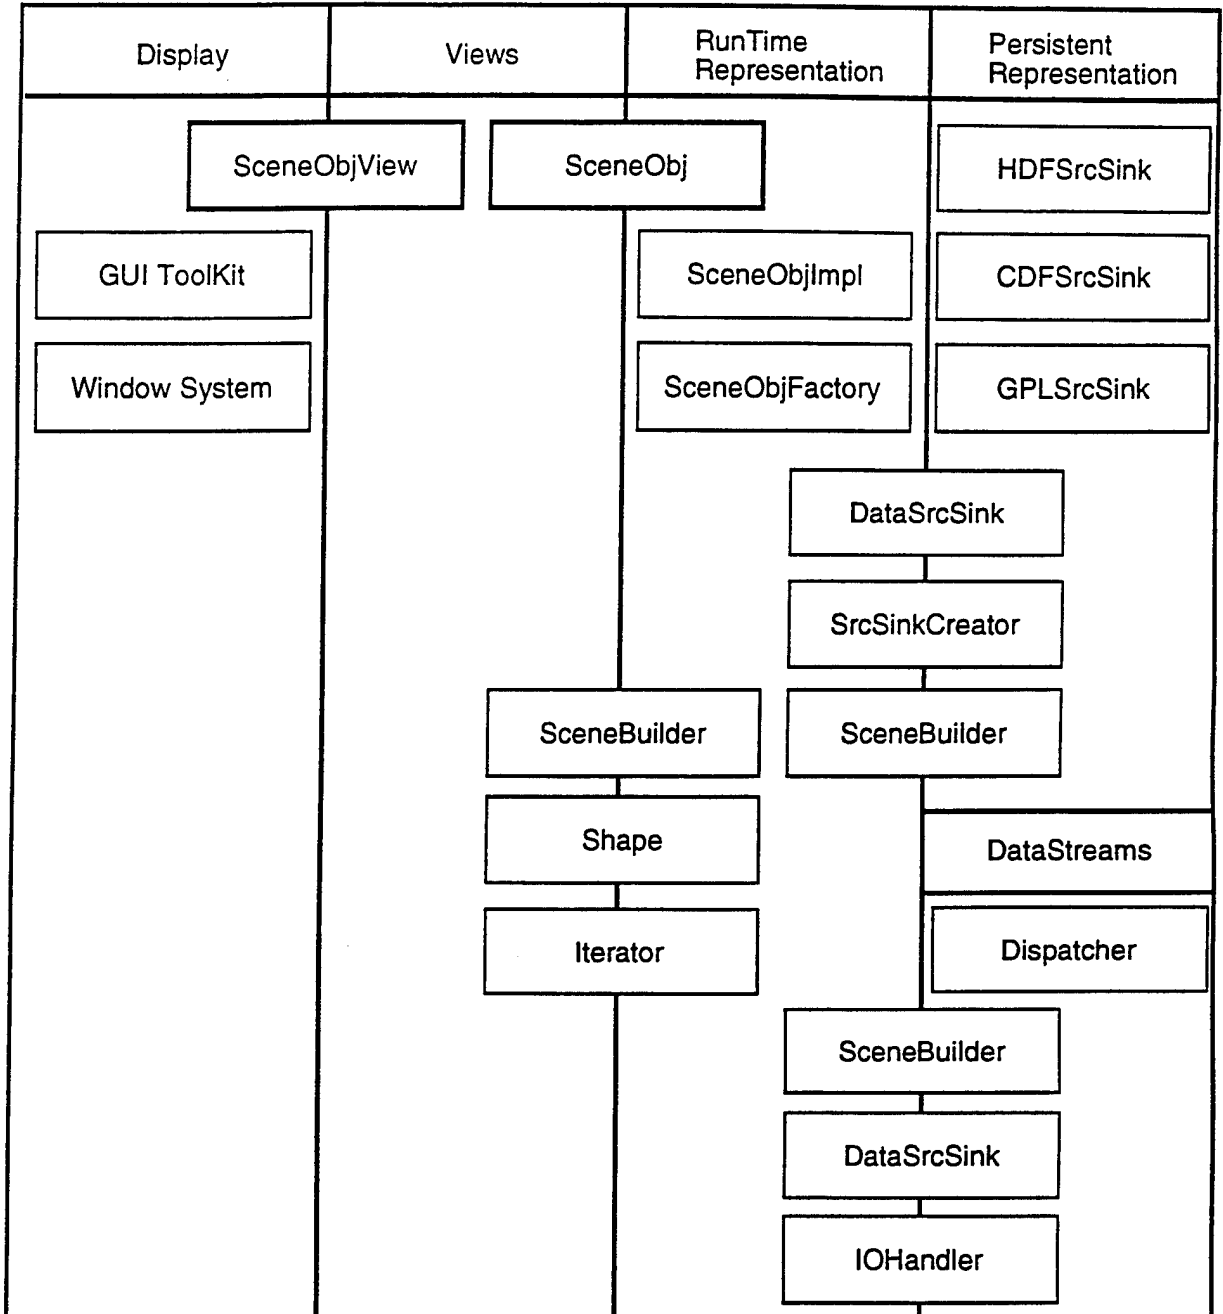 Display
Views
RunTime
Representation
Persistent
Representation
SceneObjView
SceneObj
HDFSrcSink
GUI ToolKit
SceneObjImpl
CDFSrcSink
Window System
SceneObjFactory
GPLSrcSink
DataSrcSink
SrcSinkCreator
SceneBuilder
SceneBuilder
Shape
DataStreams
Iterator
Dispatcher
SceneBuilder
DataSrcSink
IOHandler